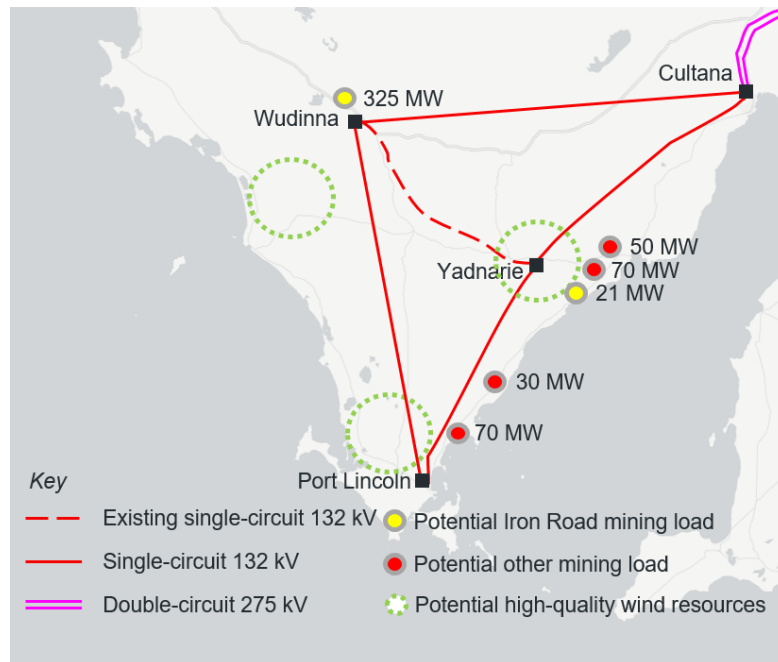 Cultana
325 MW
Wudinna
50 MW
Yadnarie
70 MW
21 MW
30 MW
70 MW
Port Lincoln
Key
Existing single-circuit 132 kV
Potential Iron Road mining load
Single-circuit 132 kV
Potential other mining load
Double-circuit 275 kV
Potential high-quality wind resources